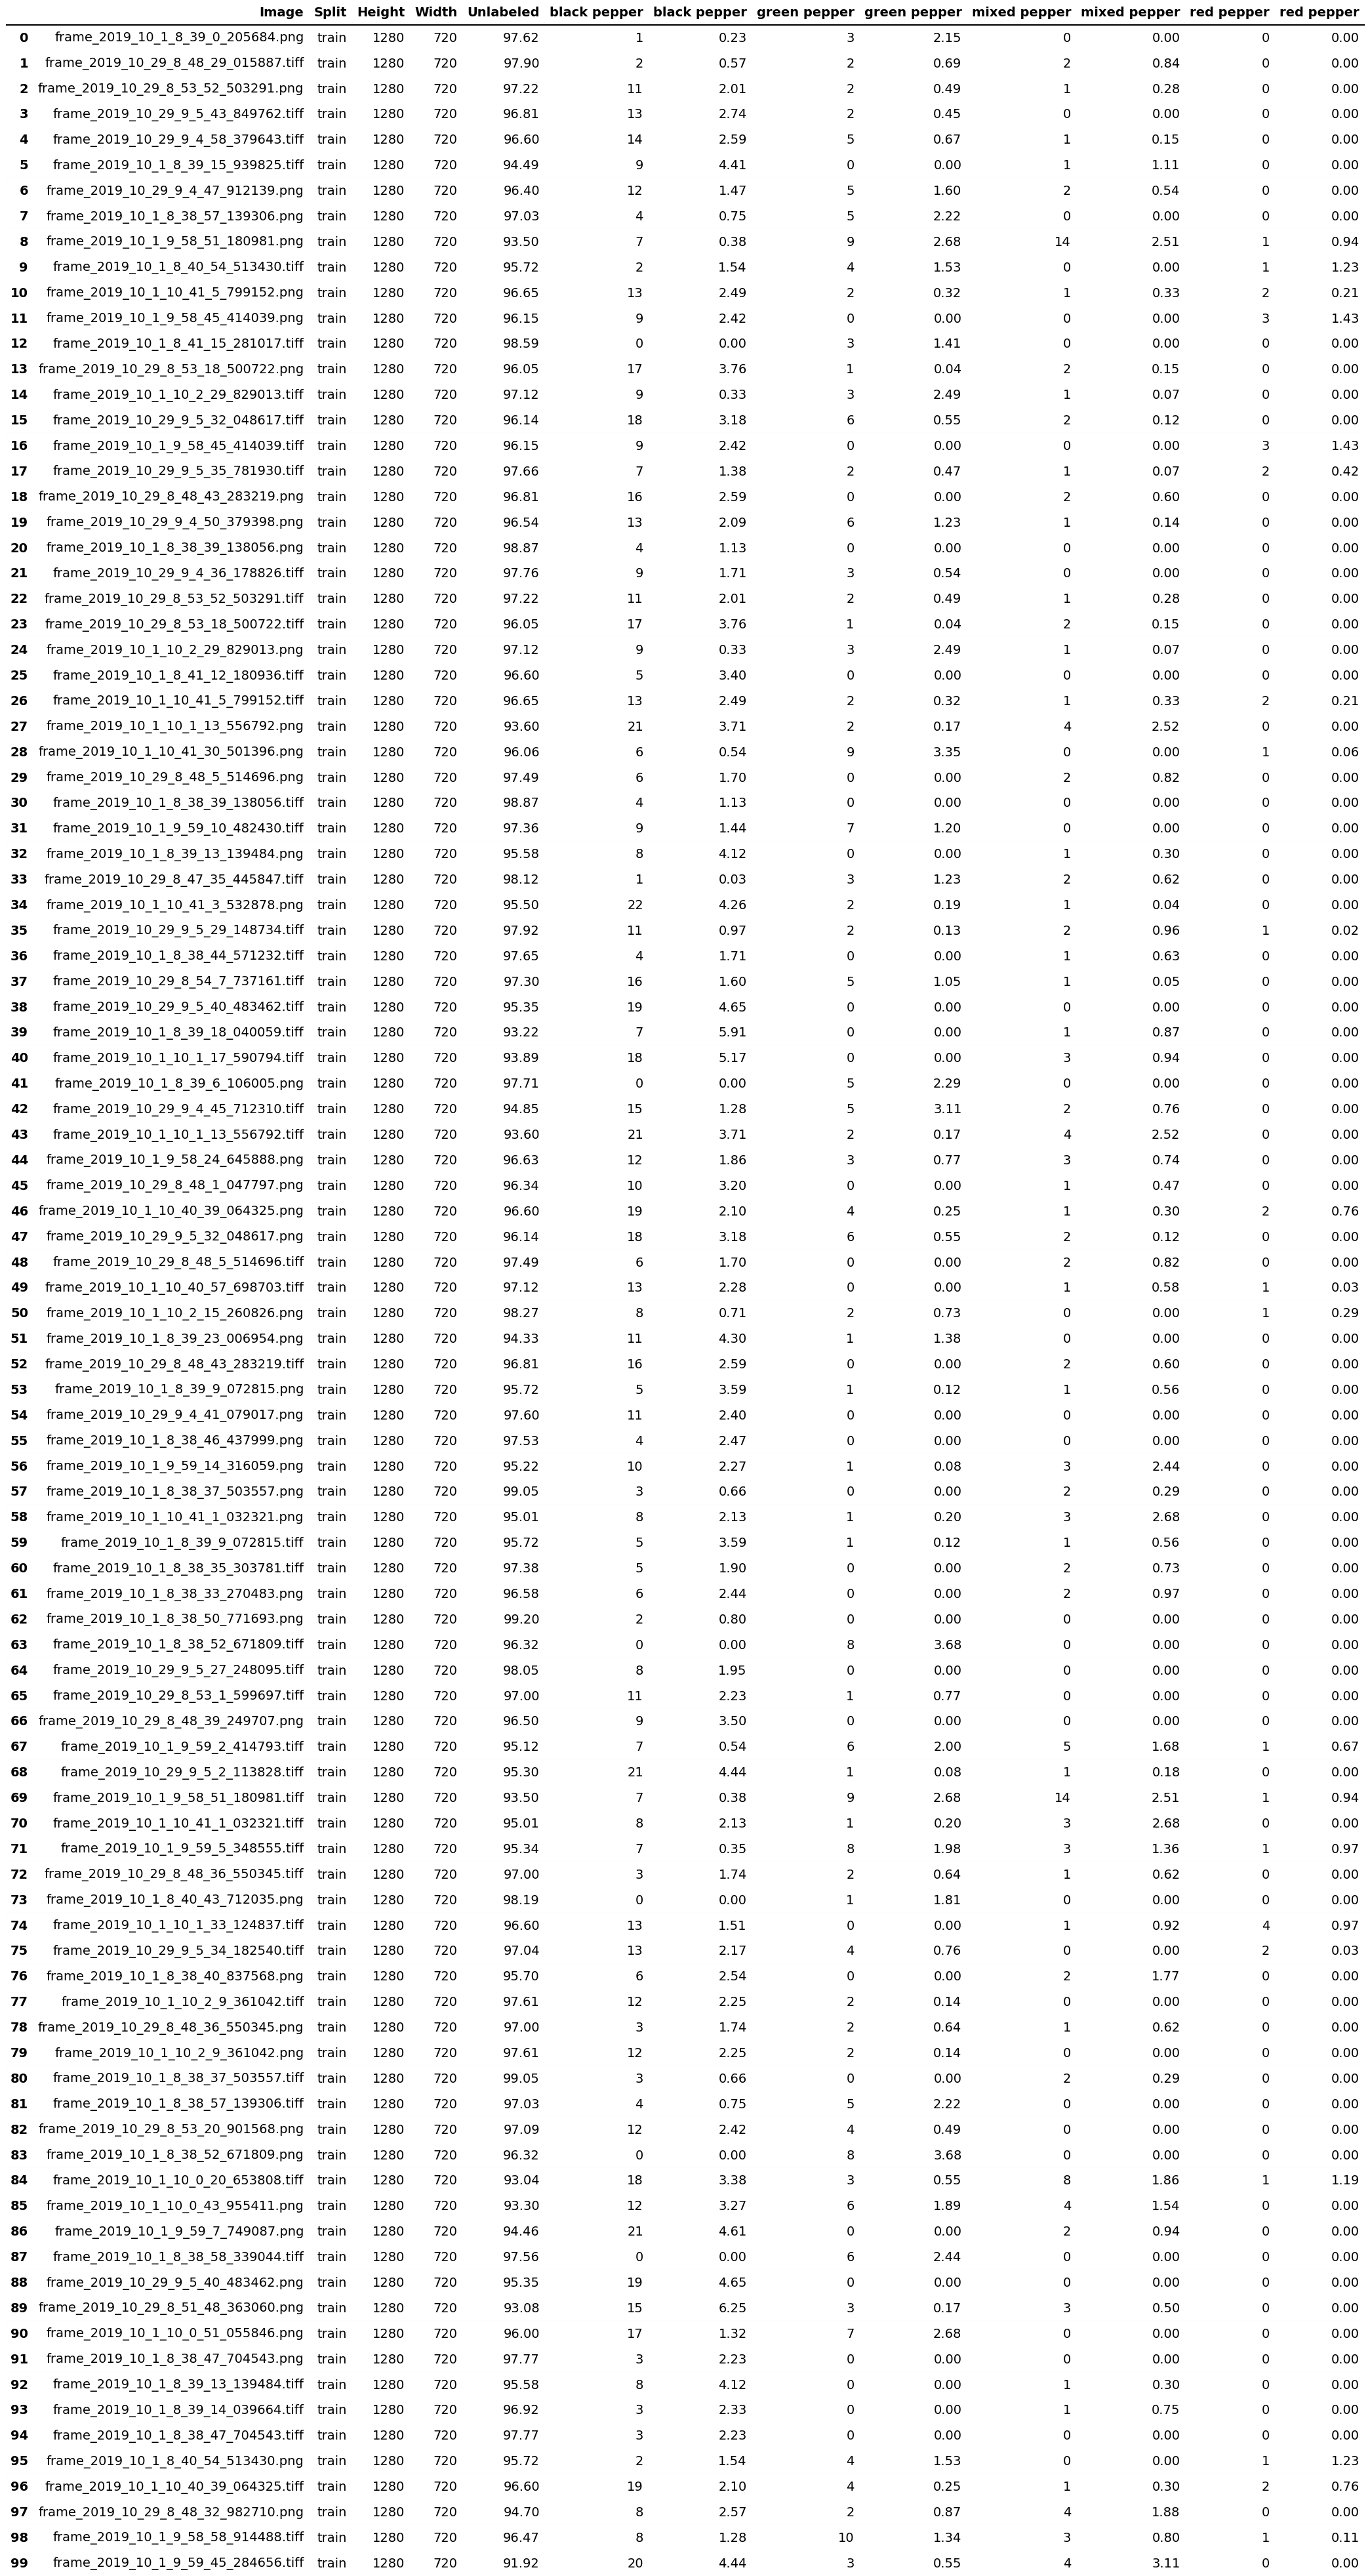 Image Split Height Width Unlabeled black pepper black pepper green pepper green pepper mixed pepper mixed pepper red pepper red pepper
0 frame_2019_10_1_8_39_0_205684.png train 1280 720 97.62 1 0.23 3 2.15 0 0.00 0 0.00
1 frame_2019_10_29_8_48_29_015887.tiff train 1280 720 97.90 2 0.57 2 0.69 2 0.84 0 0.00
2 frame_2019_10_29_8_53_52_503291.png train 1280 720 97.22 11 2.01 2 0.49 1 0.28 0 0.00
3 frame_2019_10_29_9_5_43_849762.tiff train 1280 720 96.81 13 2.74 2 0.45 0 0.00 0 0.00
4 frame_2019_10_29_9_4_58_379643.tiff train 1280 720 96.60 14 2.59 5 0.67 1 0.15 0 0.00
5 frame_2019_10_1_8_39_15_939825.tiff train 1280 720 94.49 9 4.41 0 0.00 1 1.11 0 0.00
6 frame_2019_10_29_9_4_47_912139.png train 1280 720 96.40 12 1.47 5 1.60 2 0.54 0 0.00
7 frame_2019_10_1_8_38_57_139306.png train 1280 720 97.03 4 0.75 5 2.22 0 0.00 0 0.00
8 frame_2019_10_1_9_58_51_180981.png train 1280 720 93.50 7 0.38 9 2.68 14 2.51 1 0.94
9 frame_2019_10_1_8_40_54_513430.tiff train 1280 720 95.72 2 1.54 4 1.53 0 0.00 1 1.23
10 frame_2019_10_1_10_41_5_799152.png train 1280 720 96.65 13 2.49 2 0.32 1 0.33 2 0.21
11 frame_2019_10_1_9_58_45_414039.png train 1280 720 96.15 9 2.42 0 0.00 0 0.00 3 1.43
12 frame_2019_10_1_8_41_15_281017.tiff train 1280 720 98.59 0 0.00 3 1.41 0 0.00 0 0.00
13 frame_2019_10_29_8_53_18_500722.png train 1280 720 96.05 17 3.76 1 0.04 2 0.15 0 0.00
14 frame_2019_10_1_10_2_29_829013.tiff train 1280 720 97.12 9 0.33 3 2.49 1 0.07 0 0.00
15 frame_2019_10_29_9_5_32_048617.tiff train 1280 720 96.14 18 3.18 6 0.55 2 0.12 0 0.00
16 frame_2019_10_1_9_58_45_414039.tiff train 1280 720 96.15 9 2.42 0 0.00 0 0.00 3 1.43
17 frame_2019_10_29_9_5_35_781930.tiff train 1280 720 97.66 7 1.38 2 0.47 1 0.07 2 0.42
18 frame_2019_10_29_8_48_43_283219.png train 1280 720 96.81 16 2.59 0 0.00 2 0.60 0 0.00
19 frame_2019_10_29_9_4_50_379398.png train 1280 720 96.54 13 2.09 6 1.23 1 0.14 0 0.00
20 frame_2019_10_1_8_38_39_138056.png train 1280 720 98.87 4 1.13 0 0.00 0 0.00 0 0.00
21 frame_2019_10_29_9_4_36_178826.tiff train 1280 720 97.76 9 1.71 3 0.54 0 0.00 0 0.00
22 frame_2019_10_29_8_53_52_503291.tiff train 1280 720 97.22 11 2.01 2 0.49 1 0.28 0 0.00
23 frame_2019_10_29_8_53_18_500722.tiff train 1280 720 96.05 17 3.76 1 0.04 2 0.15 0 0.00
24 frame_2019_10_1_10_2_29_829013.png train 1280 720 97.12 9 0.33 3 2.49 1 0.07 0 0.00
25 frame_2019_10_1_8_41_12_180936.tiff train 1280 720 96.60 5 3.40 0 0.00 0 0.00 0 0.00
26 frame_2019_10_1_10_41_5_799152.tiff train 1280 720 96.65 13 2.49 2 0.32 1 0.33 2 0.21
27 frame_2019_10_1_10_1_13_556792.png train 1280 720 93.60 21 3.71 2 0.17 4 2.52 0 0.00
28 frame_2019_10_1_10_41_30_501396.png train 1280 720 96.06 6 0.54 9 3.35 0 0.00 1 0.06
29 frame_2019_10_29_8_48_5_514696.png train 1280 720 97.49 6 1.70 0 0.00 2 0.82 0 0.00
30 frame_2019_10_1_8_38_39_138056.tiff train 1280 720 98.87 4 1.13 0 0.00 0 0.00 0 0.00
31 frame_2019_10_1_9_59_10_482430.tiff train 1280 720 97.36 9 1.44 7 1.20 0 0.00 0 0.00
32 frame_2019_10_1_8_39_13_139484.png train 1280 720 95.58 8 4.12 0 0.00 1 0.30 0 0.00
33 frame_2019_10_29_8_47_35_445847.tiff train 1280 720 98.12 1 0.03 3 1.23 2 0.62 0 0.00
34 frame_2019_10_1_10_41_3_532878.png train 1280 720 95.50 22 4.26 2 0.19 1 0.04 0 0.00
35 frame_2019_10_29_9_5_29_148734.tiff train 1280 720 97.92 11 0.97 2 0.13 2 0.96 1 0.02
36 frame_2019_10_1_8_38_44_571232.tiff train 1280 720 97.65 4 1.71 0 0.00 1 0.63 0 0.00
37 frame_2019_10_29_8_54_7_737161.tiff train 1280 720 97.30 16 1.60 5 1.05 1 0.05 0 0.00
38 frame_2019_10_29_9_5_40_483462.tiff train 1280 720 95.35 19 4.65 0 0.00 0 0.00 0 0.00
39 frame_2019_10_1_8_39_18_040059.tiff train 1280 720 93.22 7 5.91 0 0.00 1 0.87 0 0.00
40 frame_2019_10_1_10_1_17_590794.tiff train 1280 720 93.89 18 5.17 0 0.00 3 0.94 0 0.00
41 frame_2019_10_1_8_39_6_106005.png train 1280 720 97.71 0 0.00 5 2.29 0 0.00 0 0.00
42 frame_2019_10_29_9_4_45_712310.tiff train 1280 720 94.85 15 1.28 5 3.11 2 0.76 0 0.00
43 frame_2019_10_1_10_1_13_556792.tiff train 1280 720 93.60 21 3.71 2 0.17 4 2.52 0 0.00
44 frame_2019_10_1_9_58_24_645888.png train 1280 720 96.63 12 1.86 3 0.77 3 0.74 0 0.00
45 frame_2019_10_29_8_48_1_047797.png train 1280 720 96.34 10 3.20 0 0.00 1 0.47 0 0.00
46 frame_2019_10_1_10_40_39_064325.png train 1280 720 96.60 19 2.10 4 0.25 1 0.30 2 0.76
47 frame_2019_10_29_9_5_32_048617.png train 1280 720 96.14 18 3.18 6 0.55 2 0.12 0 0.00
48 frame_2019_10_29_8_48_5_514696.tiff train 1280 720 97.49 6 1.70 0 0.00 2 0.82 0 0.00
49 frame_2019_10_1_10_40_57_698703.tiff train 1280 720 97.12 13 2.28 0 0.00 1 0.58 1 0.03
50 frame_2019_10_1_10_2_15_260826.png train 1280 720 98.27 8 0.71 2 0.73 0 0.00 1 0.29
51 frame_2019_10_1_8_39_23_006954.png train 1280 720 94.33 11 4.30 1 1.38 0 0.00 0 0.00
52 frame_2019_10_29_8_48_43_283219.tiff train 1280 720 96.81 16 2.59 0 0.00 2 0.60 0 0.00
53 frame_2019_10_1_8_39_9_072815.png train 1280 720 95.72 5 3.59 1 0.12 1 0.56 0 0.00
54 frame_2019_10_29_9_4_41_079017.png train 1280 720 97.60 11 2.40 0 0.00 0 0.00 0 0.00
55 frame_2019_10_1_8_38_46_437999.png train 1280 720 97.53 4 2.47 0 0.00 0 0.00 0 0.00
56 frame_2019_10_1_9_59_14_316059.png train 1280 720 95.22 10 2.27 1 0.08 3 2.44 0 0.00
57 frame_2019_10_1_8_38_37_503557.png train 1280 720 99.05 3 0.66 0 0.00 2 0.29 0 0.00
58 frame_2019_10_1_10_41_1_032321.png train 1280 720 95.01 8 2.13 1 0.20 3 2.68 0 0.00
59 frame_2019_10_1_8_39_9_072815.tiff train 1280 720 95.72 5 3.59 1 0.12 1 0.56 0 0.00
60 frame_2019_10_1_8_38_35_303781.tiff train 1280 720 97.38 5 1.90 0 0.00 2 0.73 0 0.00
61 frame_2019_10_1_8_38_33_270483.png train 1280 720 96.58 6 2.44 0 0.00 2 0.97 0 0.00
62 frame_2019_10_1_8_38_50_771693.png train 1280 720 99.20 2 0.80 0 0.00 0 0.00 0 0.00
63 frame_2019_10_1_8_38_52_671809.tiff train 1280 720 96.32 0 0.00 8 3.68 0 0.00 0 0.00
64 frame_2019_10_29_9_5_27_248095.tiff train 1280 720 98.05 8 1.95 0 0.00 0 0.00 0 0.00
65 frame_2019_10_29_8_53_1_599697.tiff train 1280 720 97.00 11 2.23 1 0.77 0 0.00 0 0.00
66 frame_2019_10_29_8_48_39_249707.png train 1280 720 96.50 9 3.50 0 0.00 0 0.00 0 0.00
67 frame_2019_10_1_9_59_2_414793.tiff train 1280 720 95.12 7 0.54 6 2.00 5 1.68 1 0.67
68 frame_2019_10_29_9_5_2_113828.tiff train 1280 720 95.30 21 4.44 1 0.08 1 0.18 0 0.00
69 frame_2019_10_1_9_58_51_180981.tiff train 1280 720 93.50 7 0.38 9 2.68 14 2.51 1 0.94
70 frame_2019_10_1_10_41_1_032321.tiff train 1280 720 95.01 8 2.13 1 0.20 3 2.68 0 0.00
71 frame_2019_10_1_9_59_5_348555.tiff train 1280 720 95.34 7 0.35 8 1.98 3 1.36 1 0.97
72 frame_2019_10_29_8_48_36_550345.tiff train 1280 720 97.00 3 1.74 2 0.64 1 0.62 0 0.00
73 frame_2019_10_1_8_40_43_712035.png train 1280 720 98.19 0 0.00 1 1.81 0 0.00 0 0.00
74 frame_2019_10_1_10_1_33_124837.tiff train 1280 720 96.60 13 1.51 0 0.00 1 0.92 4 0.97
75 frame_2019_10_29_9_5_34_182540.tiff train 1280 720 97.04 13 2.17 4 0.76 0 0.00 2 0.03
76 frame_2019_10_1_8_38_40_837568.png train 1280 720 95.70 6 2.54 0 0.00 2 1.77 0 0.00
77 frame_2019_10_1_10_2_9_361042.tiff train 1280 720 97.61 12 2.25 2 0.14 0 0.00 0 0.00
78 frame_2019_10_29_8_48_36_550345.png train 1280 720 97.00 3 1.74 2 0.64 1 0.62 0 0.00
79 frame_2019_10_1_10_2_9_361042.png train 1280 720 97.61 12 2.25 2 0.14 0 0.00 0 0.00
80 frame_2019_10_1_8_38_37_503557.tiff train 1280 720 99.05 3 0.66 0 0.00 2 0.29 0 0.00
81 frame_2019_10_1_8_38_57_139306.tiff train 1280 720 97.03 4 0.75 5 2.22 0 0.00 0 0.00
82 frame_2019_10_29_8_53_20_901568.png train 1280 720 97.09 12 2.42 4 0.49 0 0.00 0 0.00
83 frame_2019_10_1_8_38_52_671809.png train 1280 720 96.32 0 0.00 8 3.68 0 0.00 0 0.00
84 frame_2019_10_1_10_0_20_653808.tiff train 1280 720 93.04 18 3.38 3 0.55 8 1.86 1 1.19
85 frame_2019_10_1_10_0_43_955411.png train 1280 720 93.30 12 3.27 6 1.89 4 1.54 0 0.00
86 frame_2019_10_1_9_59_7_749087.png train 1280 720 94.46 21 4.61 0 0.00 2 0.94 0 0.00
87 frame_2019_10_1_8_38_58_339044.tiff train 1280 720 97.56 0 0.00 6 2.44 0 0.00 0 0.00
88 frame_2019_10_29_9_5_40_483462.png train 1280 720 95.35 19 4.65 0 0.00 0 0.00 0 0.00
89 frame_2019_10_29_8_51_48_363060.png train 1280 720 93.08 15 6.25 3 0.17 3 0.50 0 0.00
90 frame_2019_10_1_10_0_51_055846.png train 1280 720 96.00 17 1.32 7 2.68 0 0.00 0 0.00
91 frame_2019_10_1_8_38_47_704543.png train 1280 720 97.77 3 2.23 0 0.00 0 0.00 0 0.00
92 frame_2019_10_1_8_39_13_139484.tiff train 1280 720 95.58 8 4.12 0 0.00 1 0.30 0 0.00
93 frame_2019_10_1_8_39_14_039664.tiff train 1280 720 96.92 3 2.33 0 0.00 1 0.75 0 0.00
94 frame_2019_10_1_8_38_47_704543.tiff train 1280 720 97.77 3 2.23 0 0.00 0 0.00 0 0.00
95 frame_2019_10_1_8_40_54_513430.png train 1280 720 95.72 2 1.54 4 1.53 0 0.00 1 1.23
96 frame_2019_10_1_10_40_39_064325.tiff train 1280 720 96.60 19 2.10 4 0.25 1 0.30 2 0.76
97 frame_2019_10_29_8_48_32_982710.png train 1280 720 94.70 8 2.57 2 0.87 4 1.88 0 0.00
98 frame_2019_10_1_9_58_58_914488.tiff train 1280 720 96.47 8 1.28 10 1.34 3 0.80 1 0.11
99 frame_2019_10_1_9_59_45_284656.tiff train 1280 720 91.92 20 4.44 3 0.55 4 3.11 0 0.00